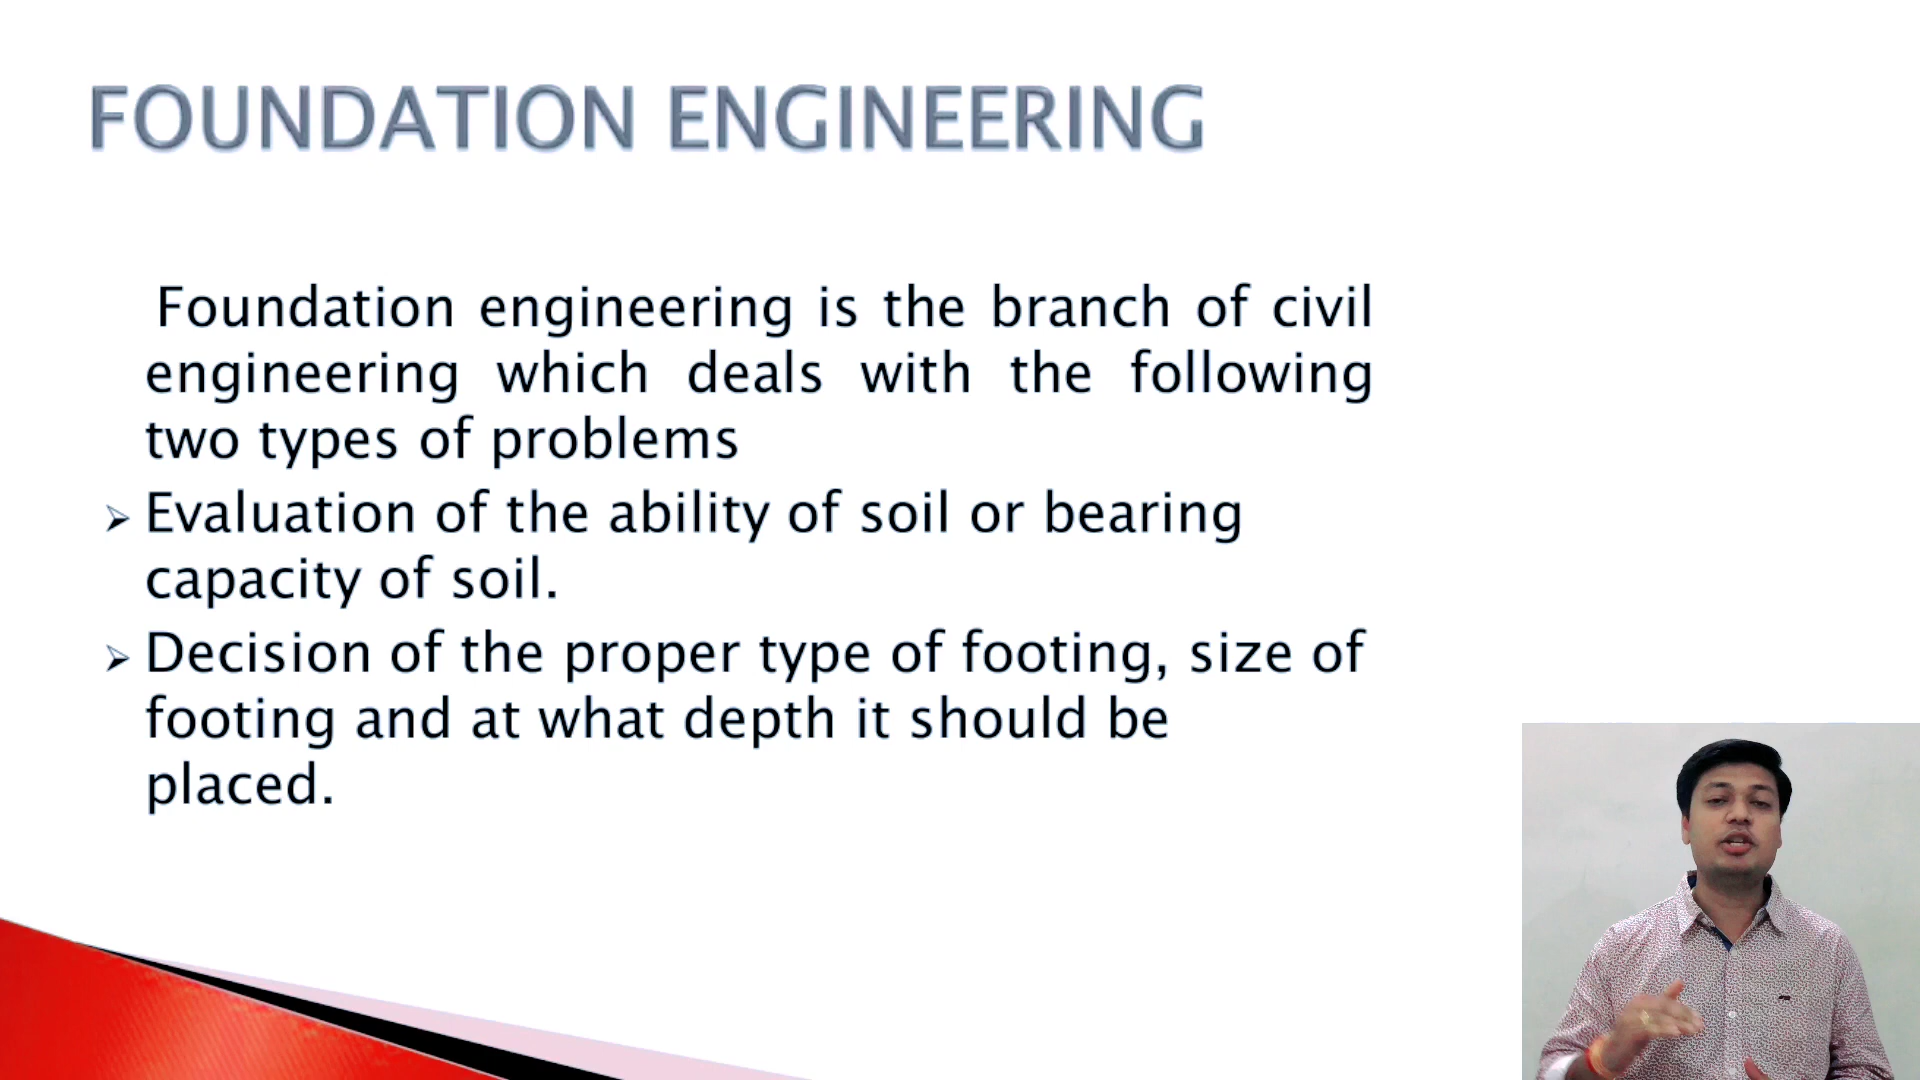 FOUNDATION ENGINEERING
Foundation engineering is the branch of civil
engineering which deals with the following
two types of problems
➢ Evaluation of the ability of soil or bearing
capacity of soil.
➢ Decision of the proper type of footing, size of
footing and at what depth it should be
placed.